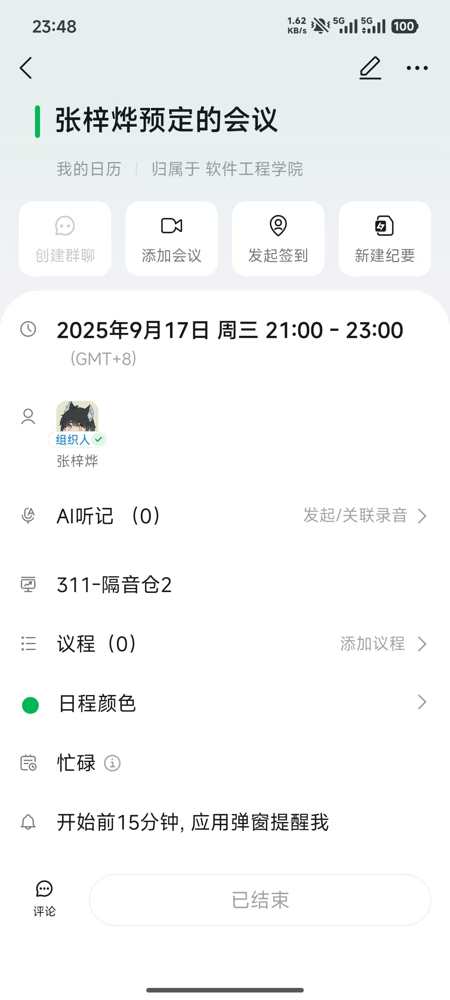 23:48
1.62 KB/s 5G 5G 100
张梓烨预定的会议
我的日历 | 归属于 软件工程学院
创建群聊 添加会议 发起签到 新建纪要
2025年9月17日 周三 21:00 - 23:00
(GMT+8)
组织人
张梓烨
AI听记 (0) 发起/关联录音
311-隔音仓2
议程 (0) 添加议程
日程颜色
忙碌
开始前15分钟, 应用弹窗提醒我
评论 已结束